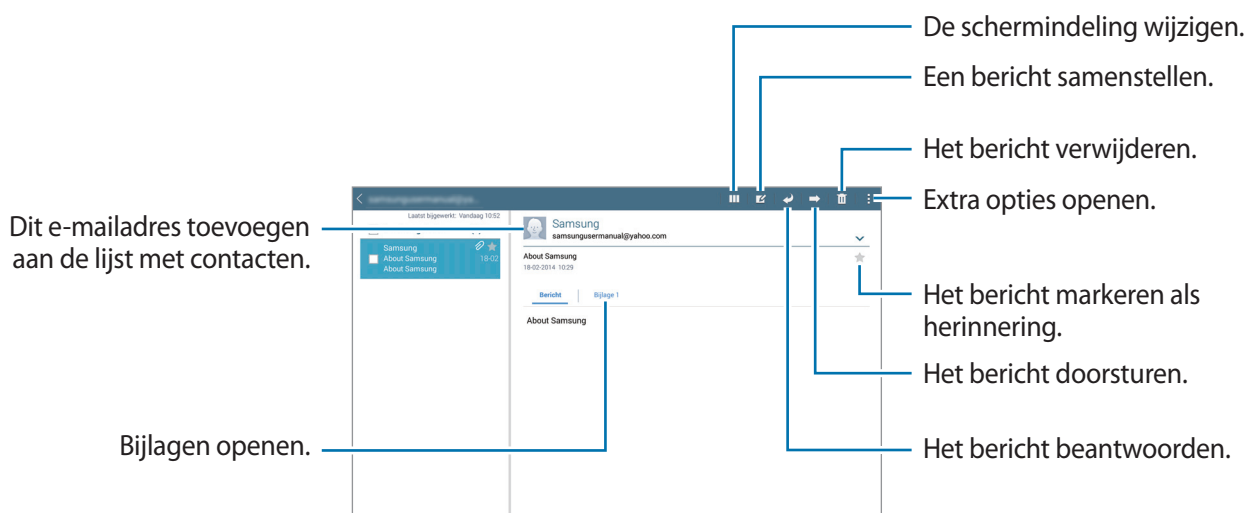 De schermindeling wijzigen.
Een bericht samenstellen.
Het bericht verwijderen.
Extra opties openen.
Dit e-mailadres toevoegen
aan de lijst met contacten.
Laatst bijgewerkt: Vandaag 10:52
Samsung
About Samsung 18-02
About Samsung
Samsung
samsungusermanual@yahoo.com
About Samsung
18-02-2014 10:29
Bericht Bijlage 1
About Samsung
Het bericht markeren als
herinnering.
Het bericht doorsturen.
Bijlagen openen.
Het bericht beantwoorden.